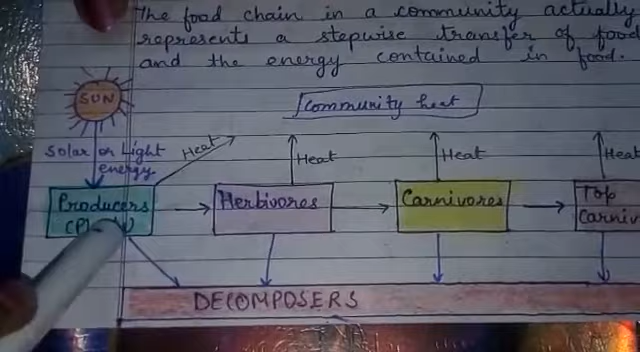 The food chain in a community actually
represents a stepwise transfer of food
and the energy contained in food.
SUN
Community heat
Solar or Light
energy
Heat
Heat
Heat
Heat
Producers
Herbivores
Carnivores
Top
DECOMPOSERS